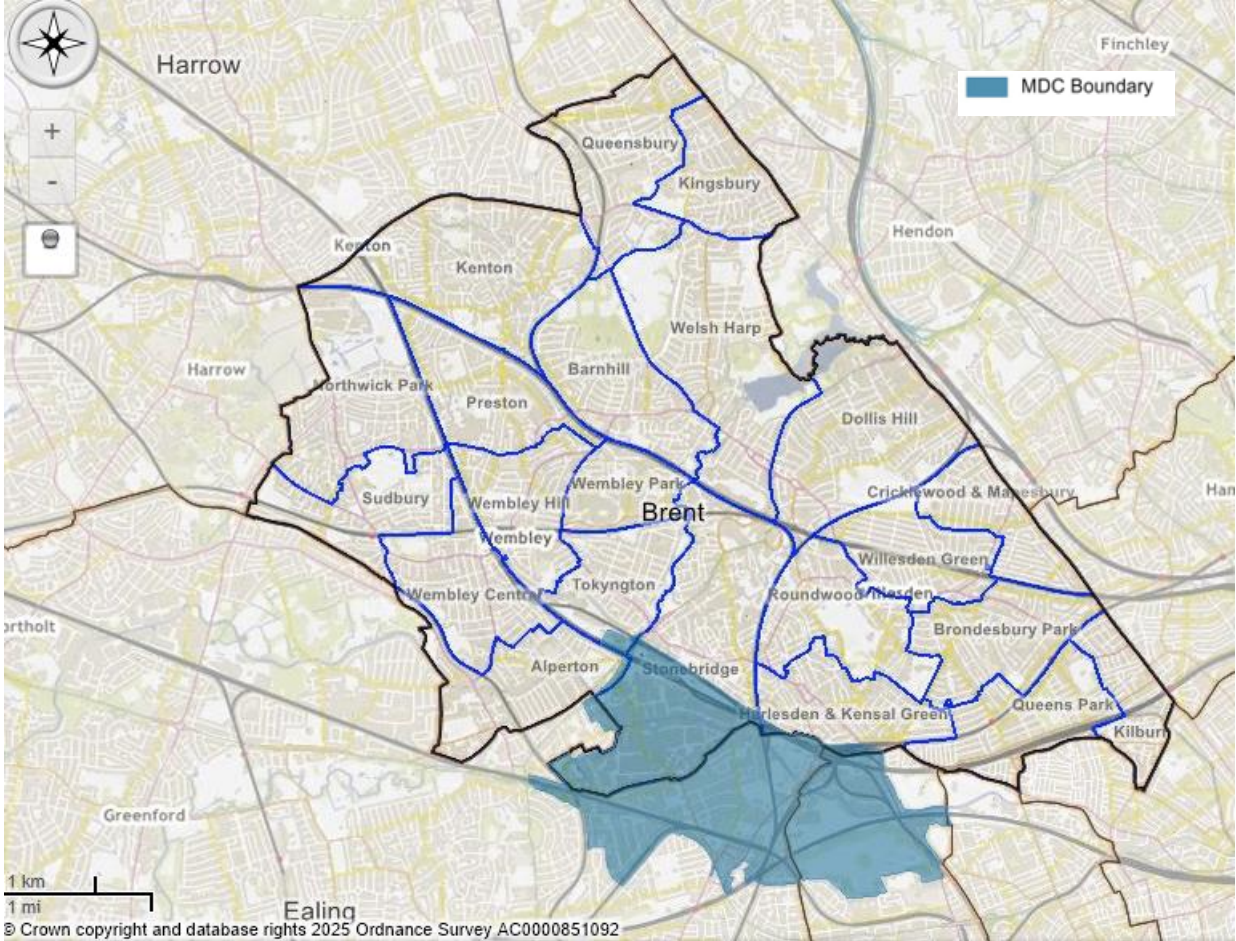 Finchley
Harrow
MDC Boundary
+
Queensbury
-
Kingsbury
Hendon
Kenton
Kenton
Welsh Harp
Harrow
Barnhill
Northwick Park
Preston
Dollis Hill
Wembley Park
Cricklewood & Mapesbury
Ham
Sudbury
Wembley Hill
Brent
Wembley
Willesden Green
Tokyngton
Wembley Central
Roundwood
ortholt
Brondesbury Park
Alperton
Stonebridge
Queens Park
Harlesden & Kensal Green
Kilburn
Greenford
1 km
1 mi
Ealing
© Crown copyright and database rights 2025 Ordnance Survey AC0000851092